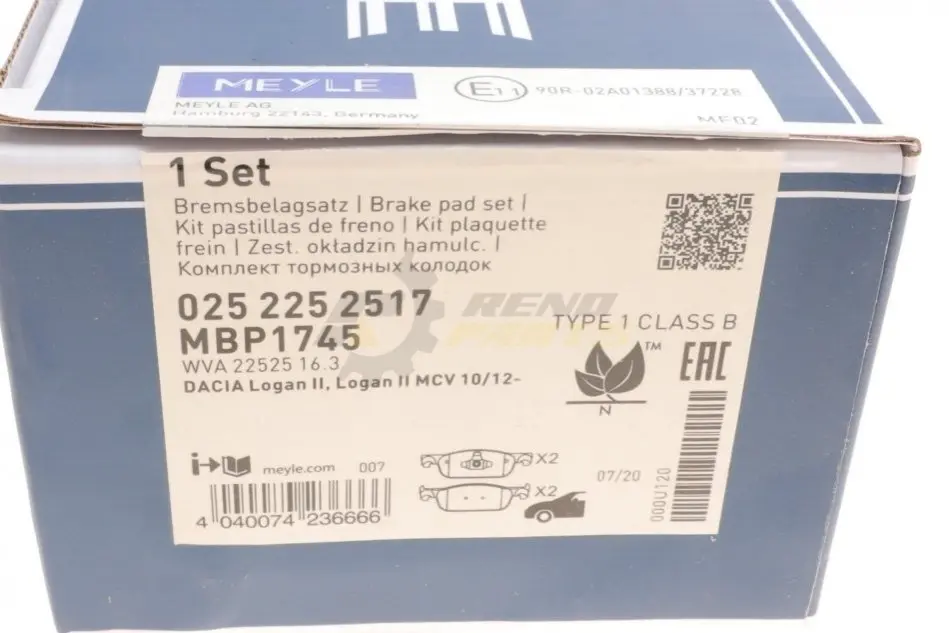 MEYLE
E11 90R-02A01388/37228
MEYLE AG
Hamburg 22143, Germany
MF02
1 Set
Bremsbelagsatz | Brake pad set |
Kit pastillas de freno | Kit plaquette
frein | Zest. okładzin hamulc. |
Комплект тормозных колодок
025 225 2517
MBP1745
WVA 22525 16.3
DACIA Logan II, Logan II MCV 10/12-
RENO
PARTS
TYPE 1 CLASS B
TM
N
EAC
meyle.com 007
X2
X2
07/20
000U120
4 040074 236666